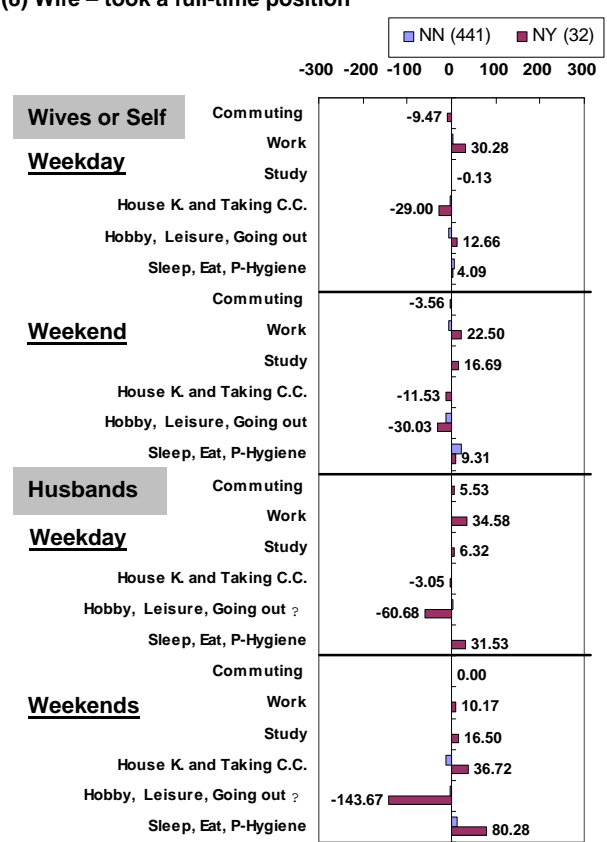 (8) Wife – took a full-time position
NN (441) NY (32)
-300 -200 -100 0 100 200 300
Wives or Self
Weekday
Commuting -9.47
Work 30.28
Study -0.13
House K. and Taking C.C. -29.00
Hobby, Leisure, Going out 12.66
Sleep, Eat, P-Hygiene 4.09
Weekend
Commuting -3.56
Work 22.50
Study 16.69
House K. and Taking C.C. -11.53
Hobby, Leisure, Going out -30.03
Sleep, Eat, P-Hygiene 9.31
Husbands
Weekday
Commuting 5.53
Work 34.58
Study 6.32
House K. and Taking C.C. -3.05
Hobby, Leisure, Going out ? -60.68
Sleep, Eat, P-Hygiene 31.53
Weekends
Commuting 0.00
Work 10.17
Study 16.50
House K. and Taking C.C. 36.72
Hobby, Leisure, Going out ? -143.67
Sleep, Eat, P-Hygiene 80.28